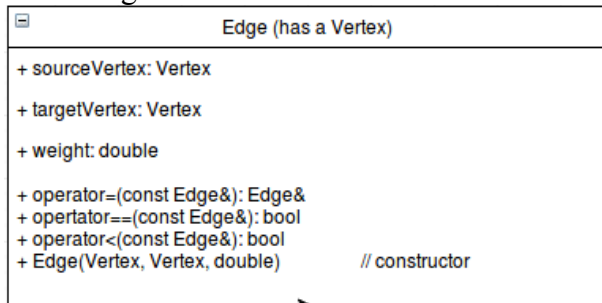 Edge (has a Vertex)
+ sourceVertex: Vertex
+ targetVertex: Vertex
+ weight: double
+ operator=(const Edge&): Edge&
+ opertator==(const Edge&): bool
+ operator<(const Edge&): bool
+ Edge(Vertex, Vertex, double) // constructor